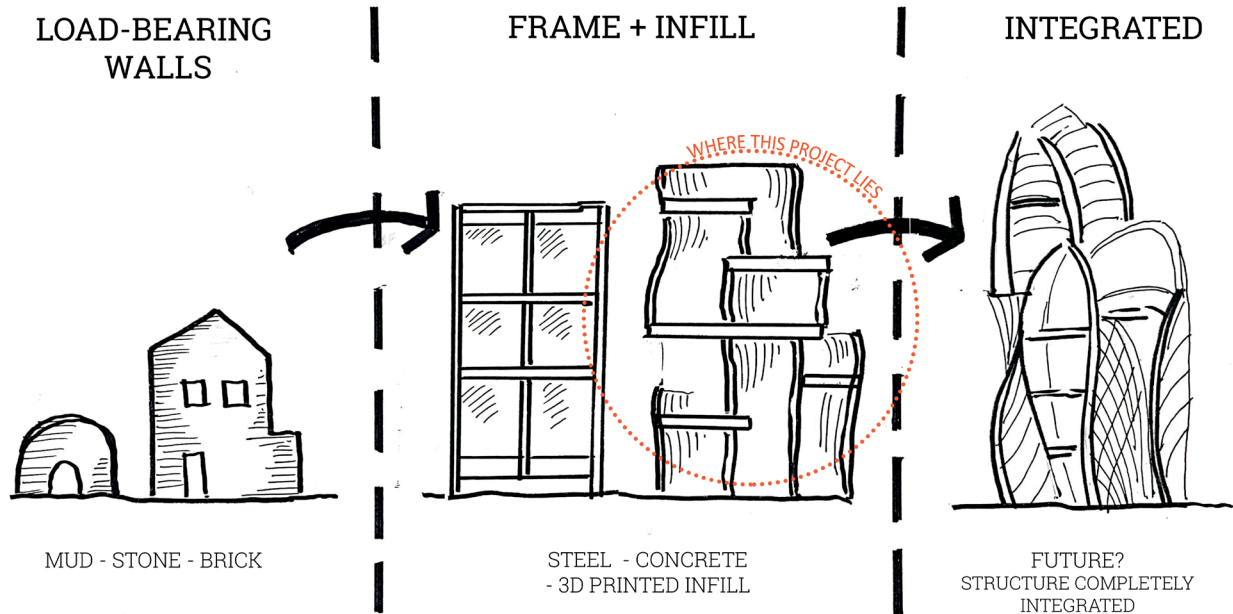 LOAD-BEARING
WALLS
FRAME + INFILL
INTEGRATED
WHERE THIS PROJECT LIES
MUD - STONE - BRICK
STEEL - CONCRETE
- 3D PRINTED INFILL
FUTURE?
STRUCTURE COMPLETELY
INTEGRATED